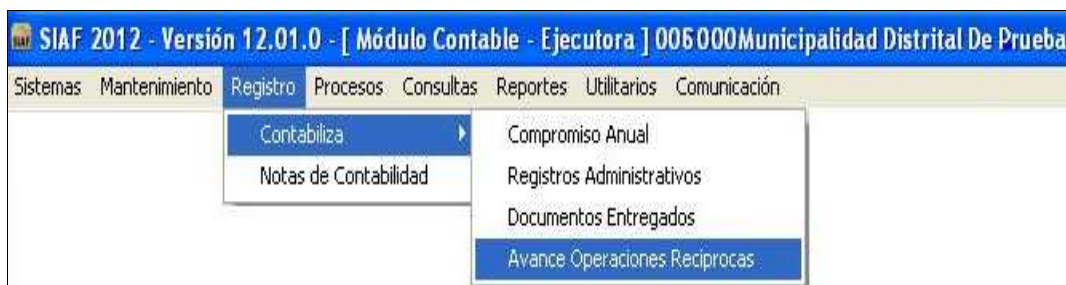 SIAF 2012 - Versión 12.01.0 - [ Módulo Contable - Ejecutora ] 006000Municipalidad Distrital De Prueba
Sistemas Mantenimiento Registro Procesos Consultas Reportes Utilitarios Comunicación
Contabiliza
Notas de Contabilidad
Compromiso Anual
Registros Administrativos
Documentos Entregados
Avance Operaciones Reciprocas